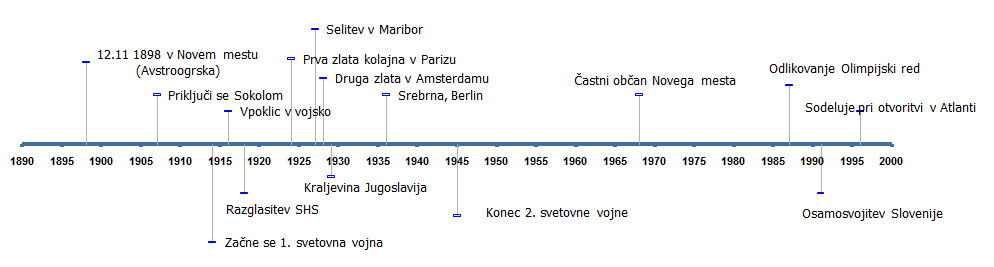 Selitev v Maribor
12.11 1898 v Novem mestu
(Avstroogrska)
Prva zlata kolajna v Parizu
Odlikovanje Olimpijski red
Druga zlata v Amsterdamu
Častni občan Novega mesta
Priključi se Sokolom
Srebrna, Berlin
Vpoklic v vojsko
Sodeluje pri otvoritvi v Atlanti
1890 1895 1900 1905 1910 1915 1920 1925 1930 1935 1940 1945 1950 1955 1960 1965 1970 1975 1980 1985 1990 1995 2000
Kraljevina Jugoslavija
Razglasitev SHS
Konec 2. svetovne vojne
Osamosvojitev Slovenije
Začne se 1. svetovna vojna